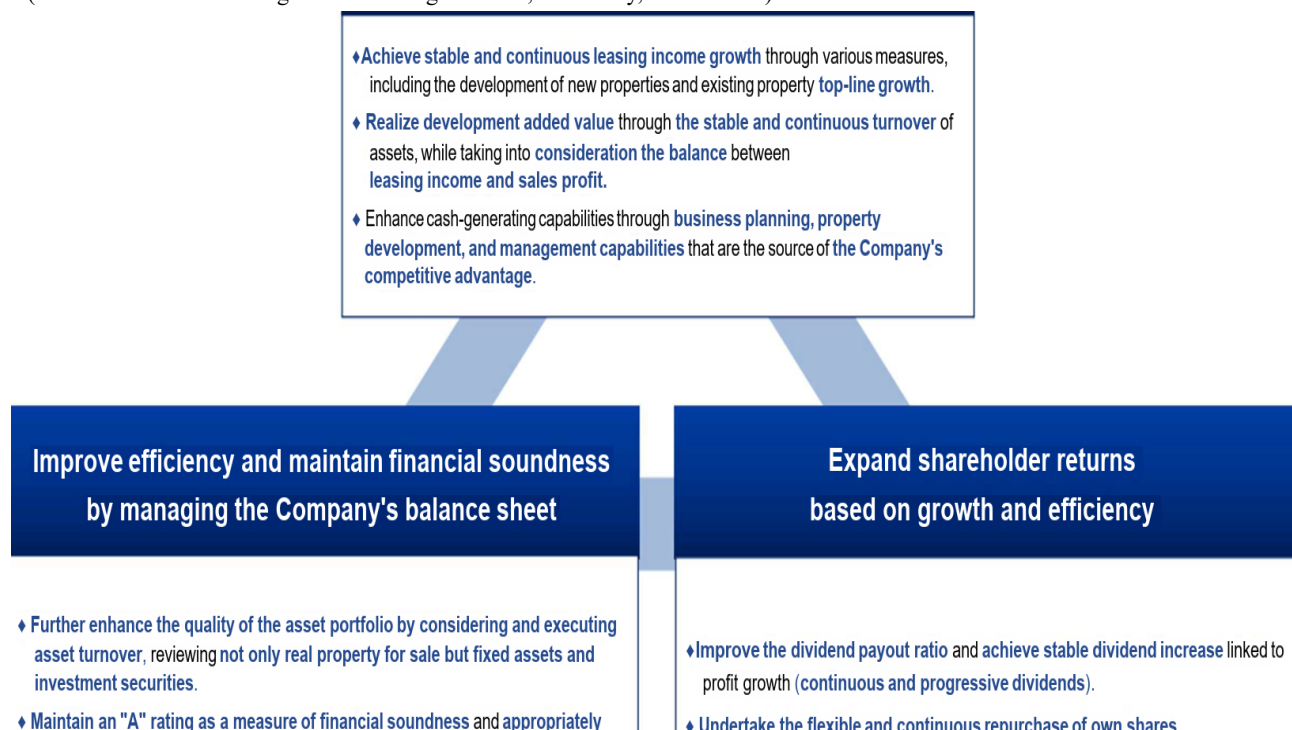 ♦Achieve stable and continuous leasing income growth through various measures,
including the development of new properties and existing property top-line growth.
♦ Realize development added value through the stable and continuous turnover of
assets, while taking into consideration the balance between
leasing income and sales profit.
♦ Enhance cash-generating capabilities through business planning, property
development, and management capabilities that are the source of the Company's
competitive advantage.
Improve efficiency and maintain financial soundness
by managing the Company's balance sheet
♦ Further enhance the quality of the asset portfolio by considering and executing
asset turnover, reviewing not only real property for sale but fixed assets and
investment securities.
♦ Maintain an "A" rating as a measure of financial soundness and appropriately
Expand shareholder returns
based on growth and efficiency
♦Improve the dividend payout ratio and achieve stable dividend increase linked to
profit growth (continuous and progressive dividends).
♦ Undertake the flexible and continuous repurchase of own shares